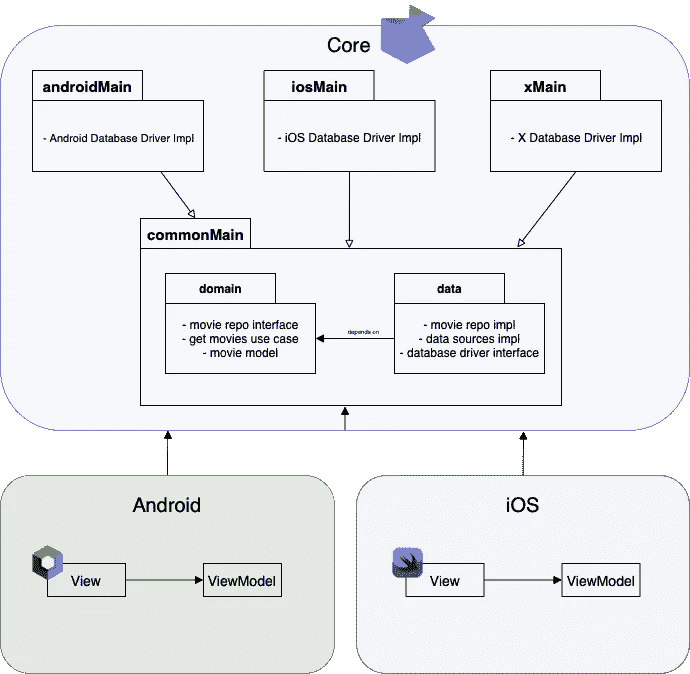 Core
androidMain
- Android Database Driver Impl
iosMain
- iOS Database Driver Impl
xMain
- X Database Driver Impl
commonMain
domain
- movie repo interface
- get movies use case
- movie model
depends on
data
- movie repo impl
- data sources impl
- database driver interface
Android
View
ViewModel
iOS
View
ViewModel